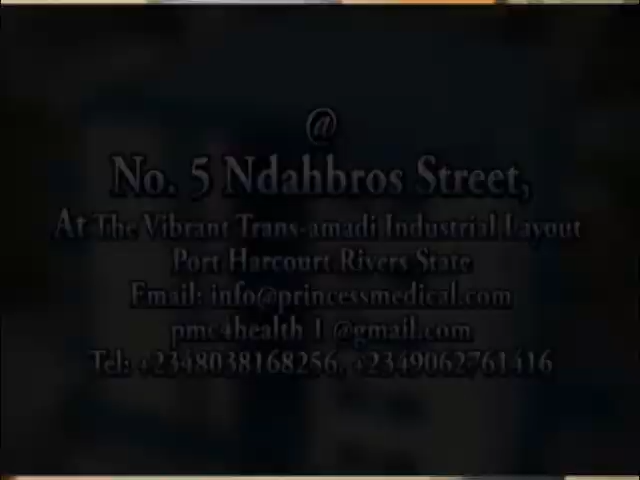 @
No. 5 Ndahbros Street,
At The Vibrant Trans-amadi Industrial Layout
Port Harcourt Rivers State
Email: info@princessmedical.com
pmc4health 1 @gmail.com
Tel: +2348038168256, +2349062761416